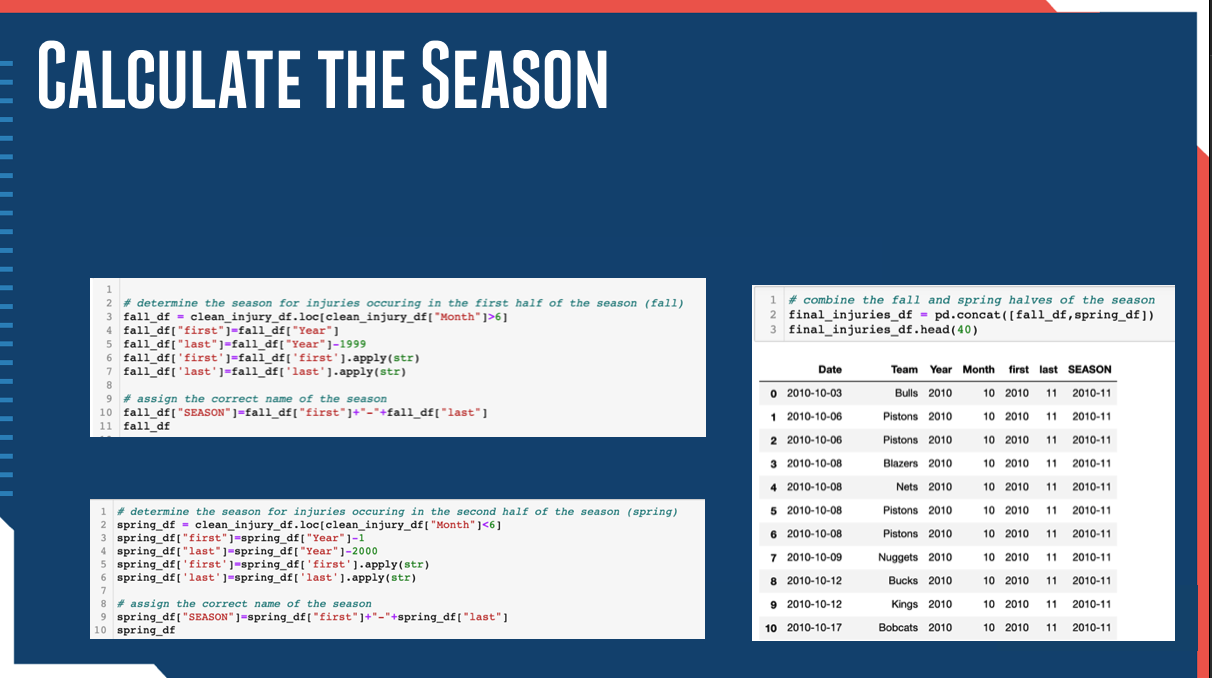 CALCULATE THE SEASON
1
2 # determine the season for injuries occuring in the first half of the season (fall)
3 fall_df = clean_injury_df.loc[clean_injury_df["Month"]>6]
4 fall_df["first"]=fall_df["Year"]
5 fall_df["last"]=fall_df["Year"]-1999
6 fall_df['first']=fall_df['first'].apply(str)
7 fall_df['last']=fall_df['last'].apply(str)
8
9 # assign the correct name of the season
10 fall_df["SEASON"]=fall_df["first"]+"-"+fall_df["last"]
11 fall_df
1 # determine the season for injuries occuring in the second half of the season (spring)
2 spring_df = clean_injury_df.loc[clean_injury_df["Month"]<6]
3 spring_df["first"]=spring_df["Year"]-1
4 spring_df["last"]=spring_df["Year"]-2000
5 spring_df['first']=spring_df['first'].apply(str)
6 spring_df['last']=spring_df['last'].apply(str)
7
8 # assign the correct name of the season
9 spring_df["SEASON"]=spring_df["first"]+"-"+spring_df["last"]
10 spring_df
1 # combine the fall and spring halves of the season
2 final_injuries_df = pd.concat([fall_df,spring_df])
3 final_injuries_df.head(40)
Date Team Year Month first last SEASON
0 2010-10-03 Bulls 2010 10 2010 11 2010-11
1 2010-10-06 Pistons 2010 10 2010 11 2010-11
2 2010-10-06 Pistons 2010 10 2010 11 2010-11
3 2010-10-08 Blazers 2010 10 2010 11 2010-11
4 2010-10-08 Nets 2010 10 2010 11 2010-11
5 2010-10-08 Pistons 2010 10 2010 11 2010-11
6 2010-10-08 Pistons 2010 10 2010 11 2010-11
7 2010-10-09 Nuggets 2010 10 2010 11 2010-11
8 2010-10-12 Bucks 2010 10 2010 11 2010-11
9 2010-10-12 Kings 2010 10 2010 11 2010-11
10 2010-10-17 Bobcats 2010 10 2010 11 2010-11